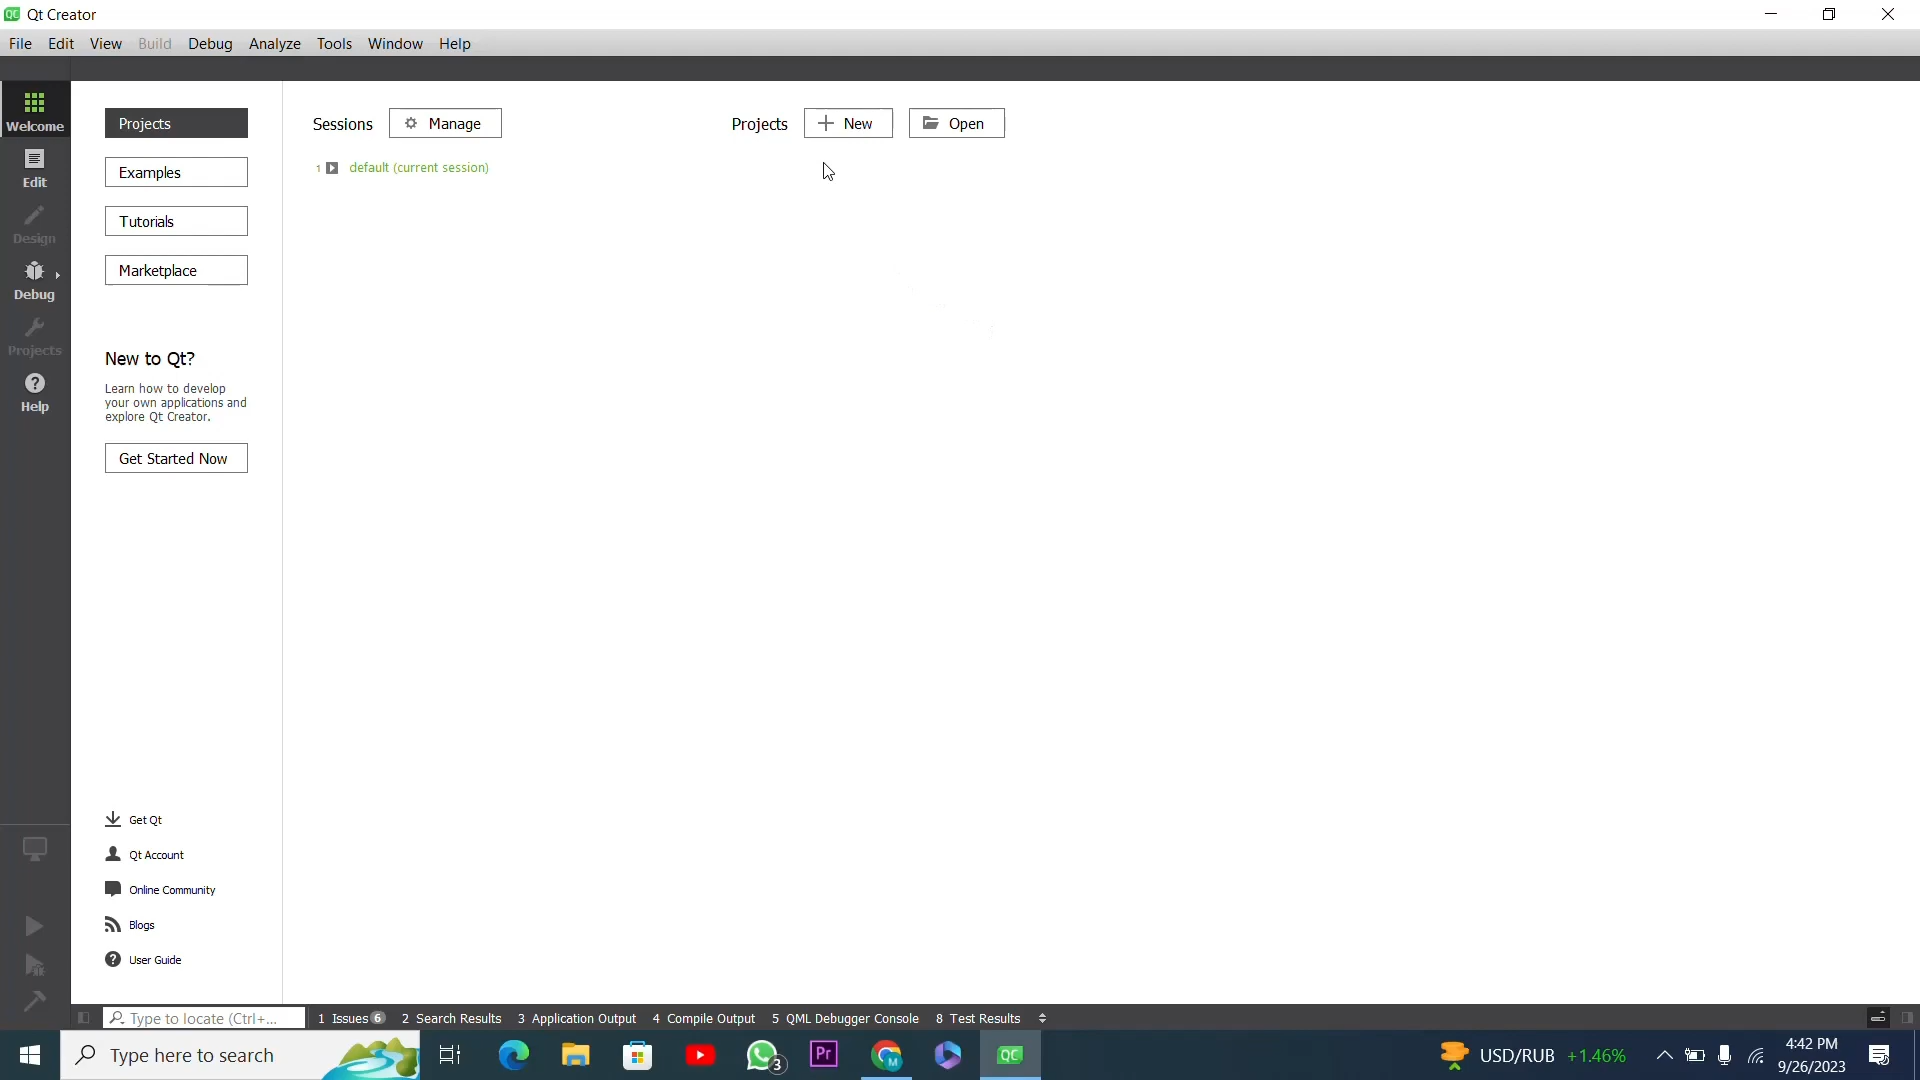 Qt Creator
File Edit View Build Debug Analyze Tools Window Help
Welcome
Edit
Design
Debug
Projects
Help
Projects
Examples
Tutorials
Marketplace
New to Qt?
Learn how to develop
your own applications and
explore Qt Creator.
Get Started Now
Get Qt
Qt Account
Online Community
Blogs
User Guide
Sessions Manage
1 default (current session)
Projects New Open
Type to locate (Ctrl+... 1 Issues 6 2 Search Results 3 Application Output 4 Compile Output 5 QML Debugger Console 8 Test Results
Type here to search
3
Pr
M
QC
USD/RUB +1.46%
4:42 PM
9/26/2023